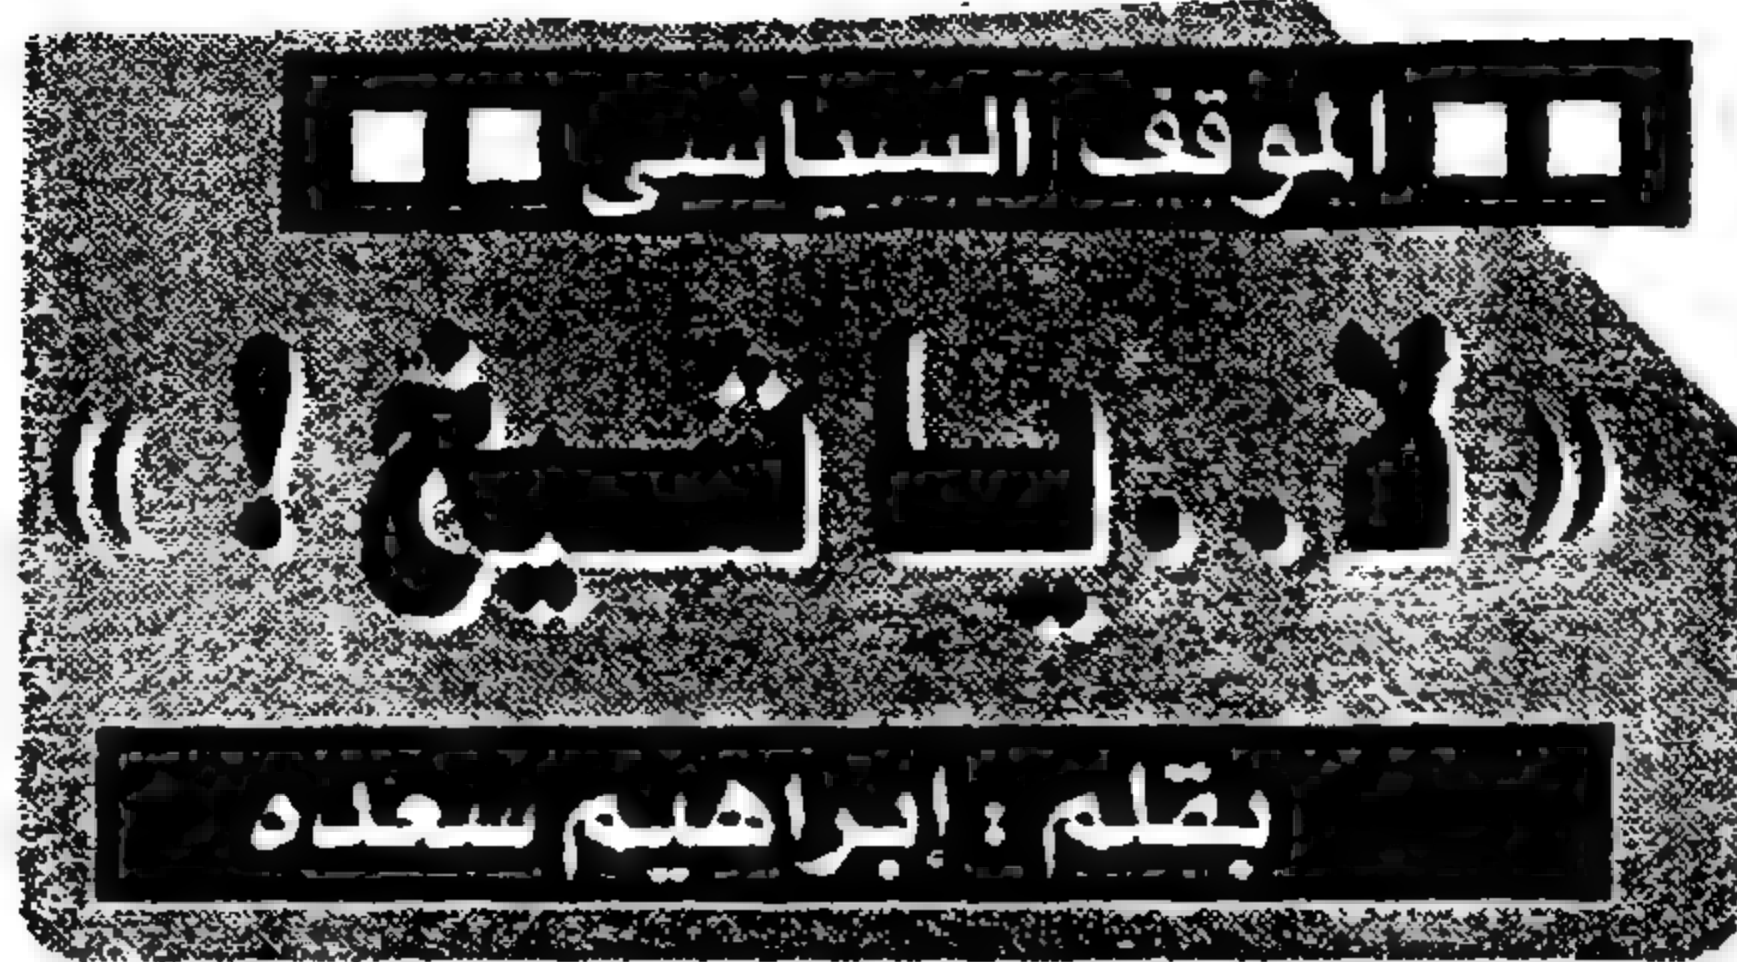 ■ ■ الموقف السياسى ■ ■
« لا .. يا شيخ ! »
بقلم : إبراهيم سعده